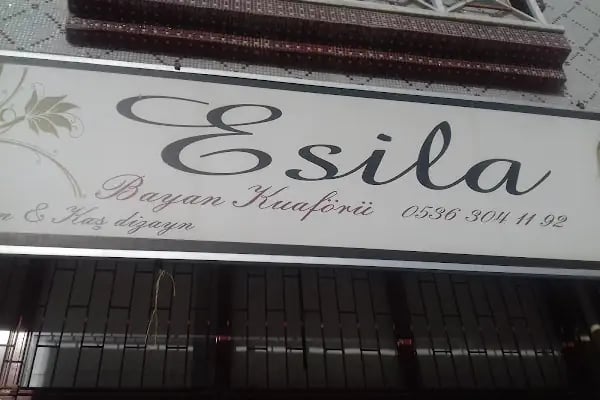 Esila
Bayan Kuaförü 0536 304 11 92
& Kaş dizayn